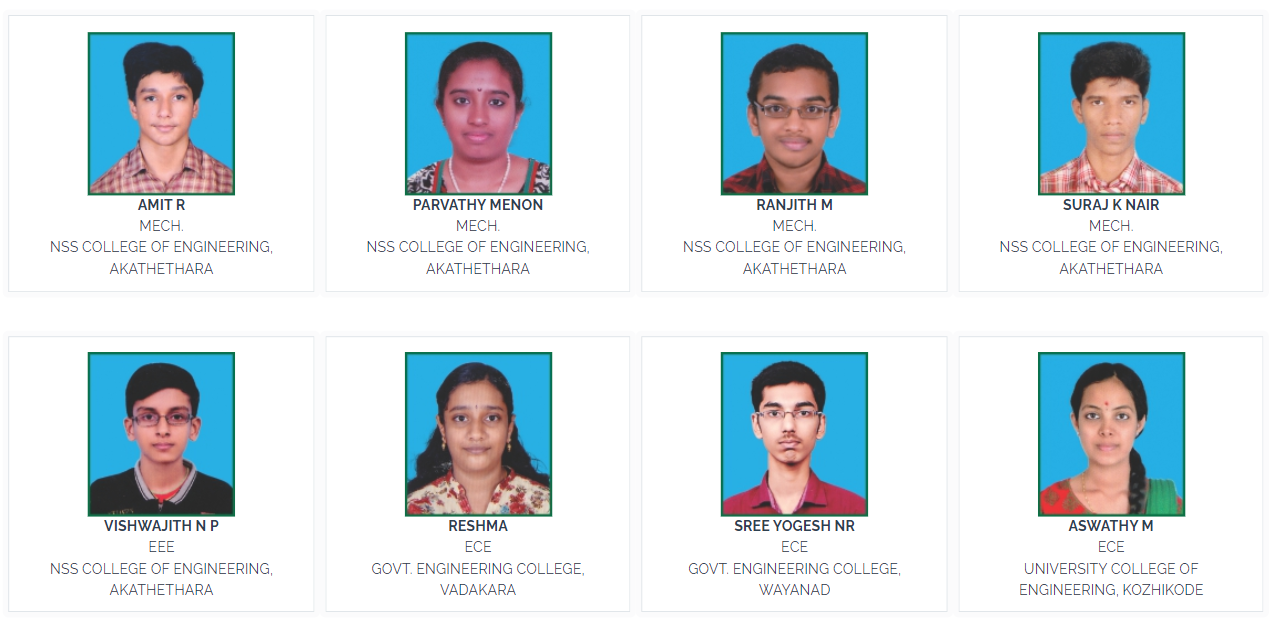 AMIT R
MECH.
NSS COLLEGE OF ENGINEERING,
AKATHETHARA
PARVATHY MENON
MECH.
NSS COLLEGE OF ENGINEERING,
AKATHETHARA
RANJITH M
MECH.
NSS COLLEGE OF ENGINEERING,
AKATHETHARA
SURAJ K NAIR
MECH.
NSS COLLEGE OF ENGINEERING,
AKATHETHARA
VISHWAJITH N P
EEE
NSS COLLEGE OF ENGINEERING,
AKATHETHARA
RESHMA
ECE
GOVT. ENGINEERING COLLEGE,
VADAKARA
SREE YOGESH NR
ECE
GOVT. ENGINEERING COLLEGE,
WAYANAD
ASWATHY M
ECE
UNIVERSITY COLLEGE OF
ENGINEERING, KOZHIKODE